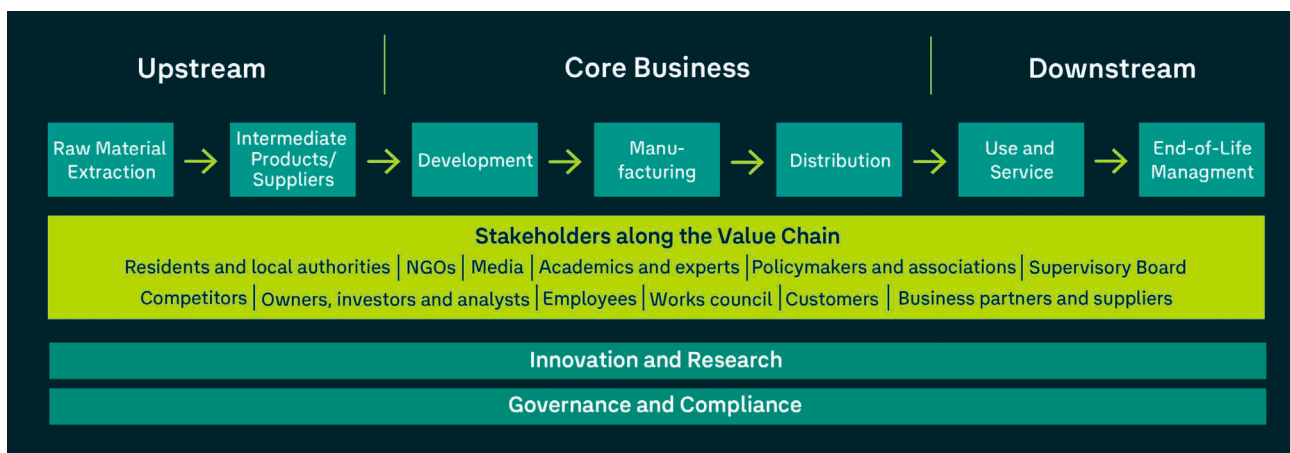 Upstream
Core Business
Downstream
Raw Material
Extraction
Intermediate
Products/
Suppliers
Development
Manu-
facturing
Distribution
Use and
Service
End-of-Life
Managment
Stakeholders along the Value Chain
Residents and local authorities | NGOs | Media | Academics and experts | Policymakers and associations | Supervisory Board
Competitors | Owners, investors and analysts | Employees | Works council | Customers | Business partners and suppliers
Innovation and Research
Governance and Compliance